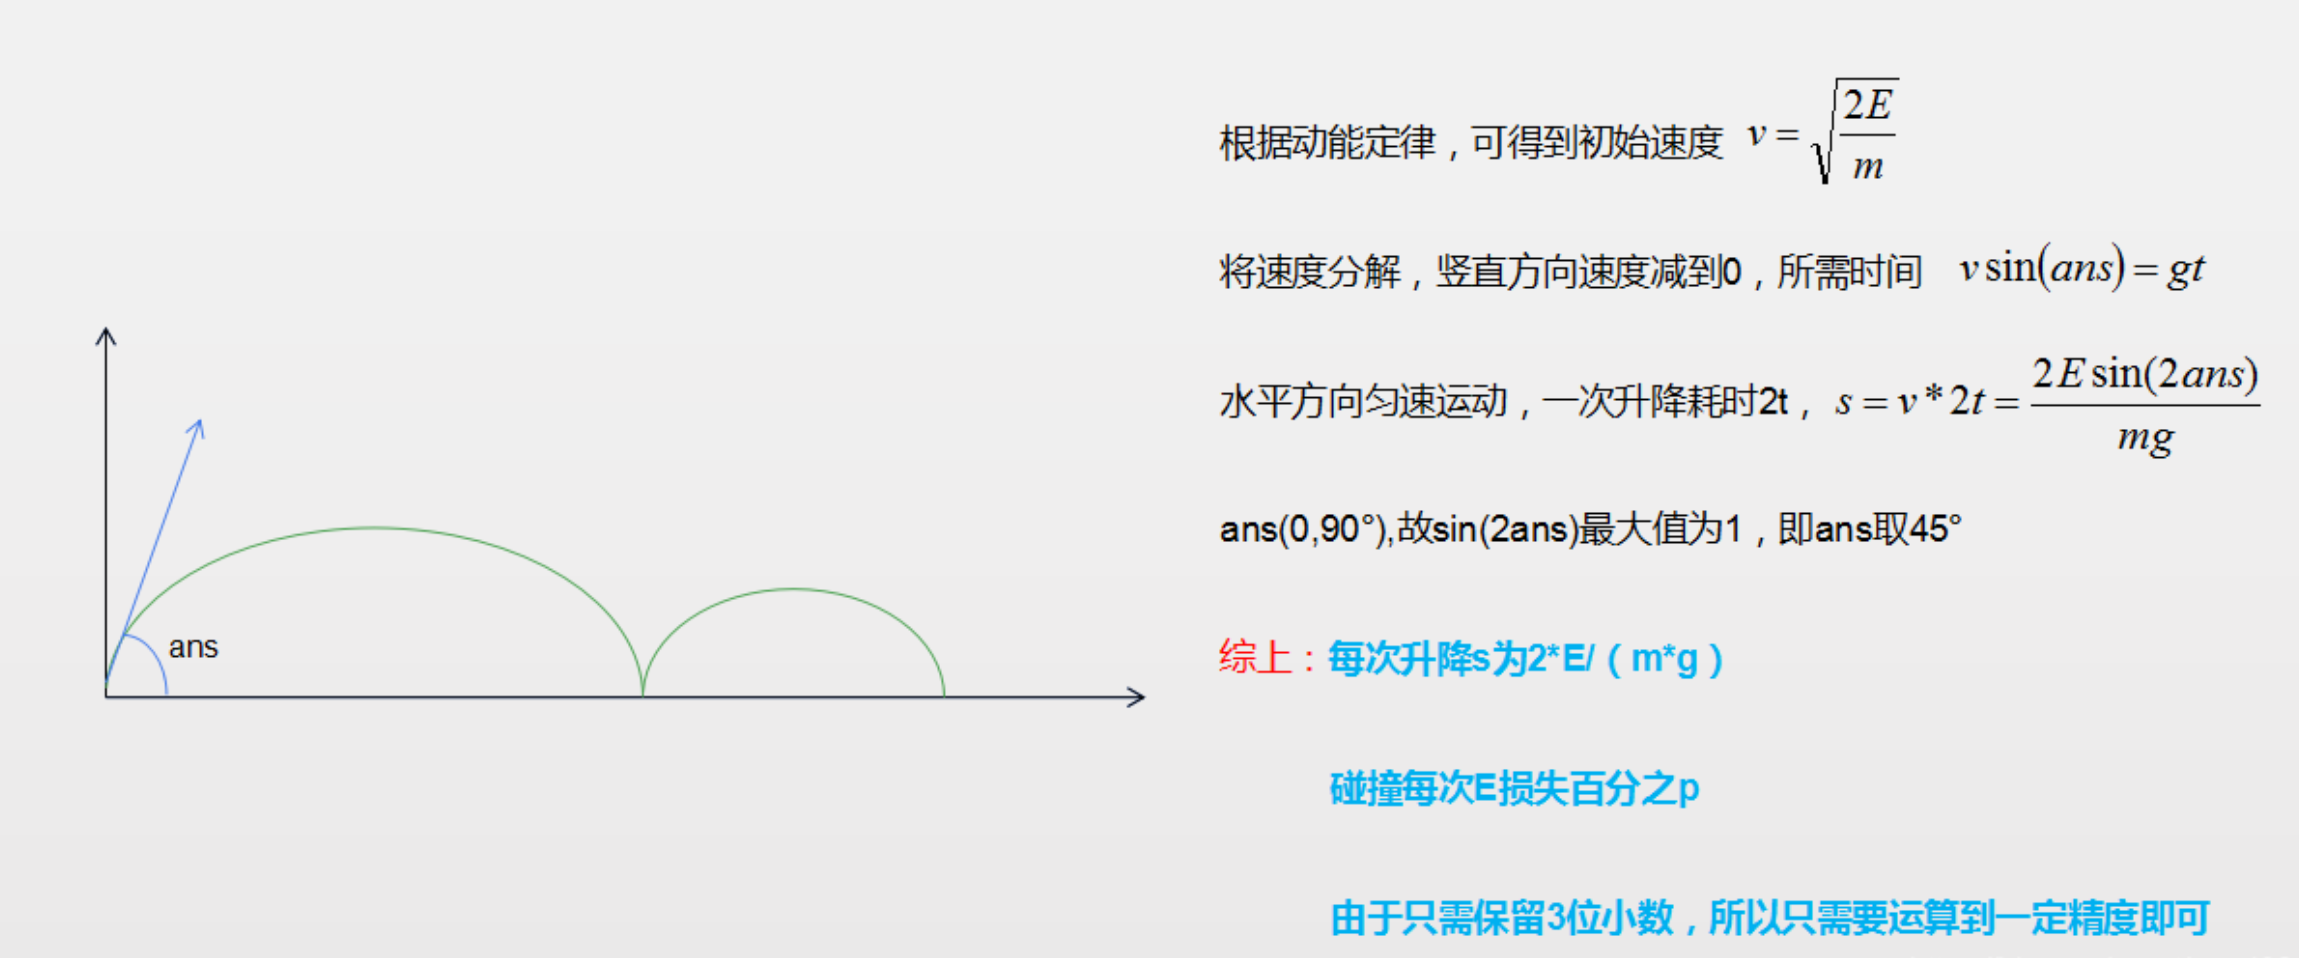 根据动能定律，可得到初始速度 v = √(2E/m)
将速度分解，竖直方向速度减到0，所需时间 v sin(ans) = gt
水平方向匀速运动，一次升降耗时2t， s = v * 2t = 2E sin(2ans)/mg
ans(0,90°),故sin(2ans)最大值为1，即ans取45°
ans
综上：每次升降s为2*E/（m*g）
碰撞每次E损失百分之p
由于只需保留3位小数，所以只需要运算到一定精度即可